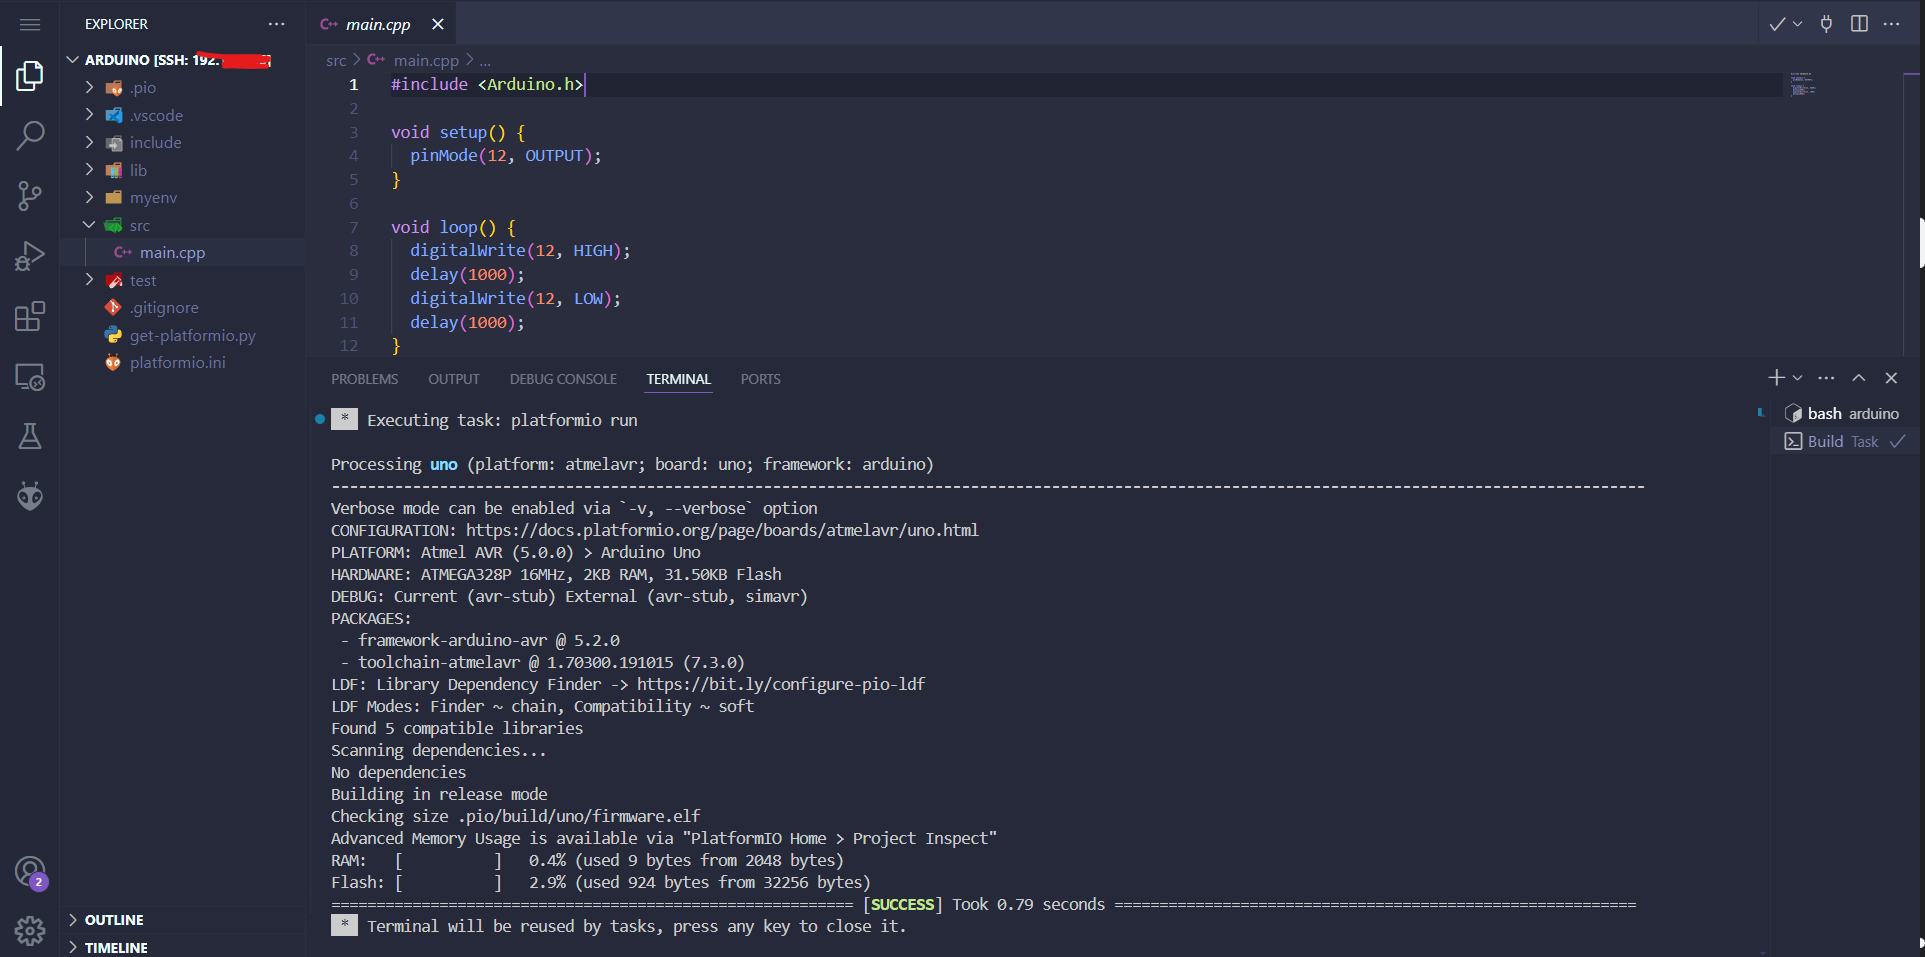 EXPLORER
ARDUINO [SSH: 192.
.pio
.vscode
include
lib
myenv
src
main.cpp
test
.gitignore
get-platformio.py
platformio.ini
OUTLINE
TIMELINE
2
main.cpp
src > main.cpp > ...
1 #include <Arduino.h>
2
3 void setup() {
4 pinMode(12, OUTPUT);
5 }
6
7 void loop() {
8 digitalWrite(12, HIGH);
9 delay(1000);
10 digitalWrite(12, LOW);
11 delay(1000);
12 }
PROBLEMS OUTPUT DEBUG CONSOLE TERMINAL PORTS
* Executing task: platformio run
Processing uno (platform: atmelavr; board: uno; framework: arduino)
--------------------------------------------------------------------------------------------------------------------------------------------------
Verbose mode can be enabled via `-v, --verbose` option
CONFIGURATION: https://docs.platformio.org/page/boards/atmelavr/uno.html
PLATFORM: Atmel AVR (5.0.0) > Arduino Uno
HARDWARE: ATMEGA328P 16MHz, 2KB RAM, 31.50KB Flash
DEBUG: Current (avr-stub) External (avr-stub, simavr)
PACKAGES:
- framework-arduino-avr @ 5.2.0
- toolchain-atmelavr @ 1.70300.191015 (7.3.0)
LDF: Library Dependency Finder -> https://bit.ly/configure-pio-ldf
LDF Modes: Finder ~ chain, Compatibility ~ soft
Found 5 compatible libraries
Scanning dependencies...
No dependencies
Building in release mode
Checking size .pio/build/uno/firmware.elf
Advanced Memory Usage is available via "PlatformIO Home > Project Inspect"
RAM: [          ] 0.4% (used 9 bytes from 2048 bytes)
Flash: [          ] 2.9% (used 924 bytes from 32256 bytes)
========================================================== [SUCCESS] Took 0.79 seconds ==========================================================
* Terminal will be reused by tasks, press any key to close it.
bash arduino
Build Task